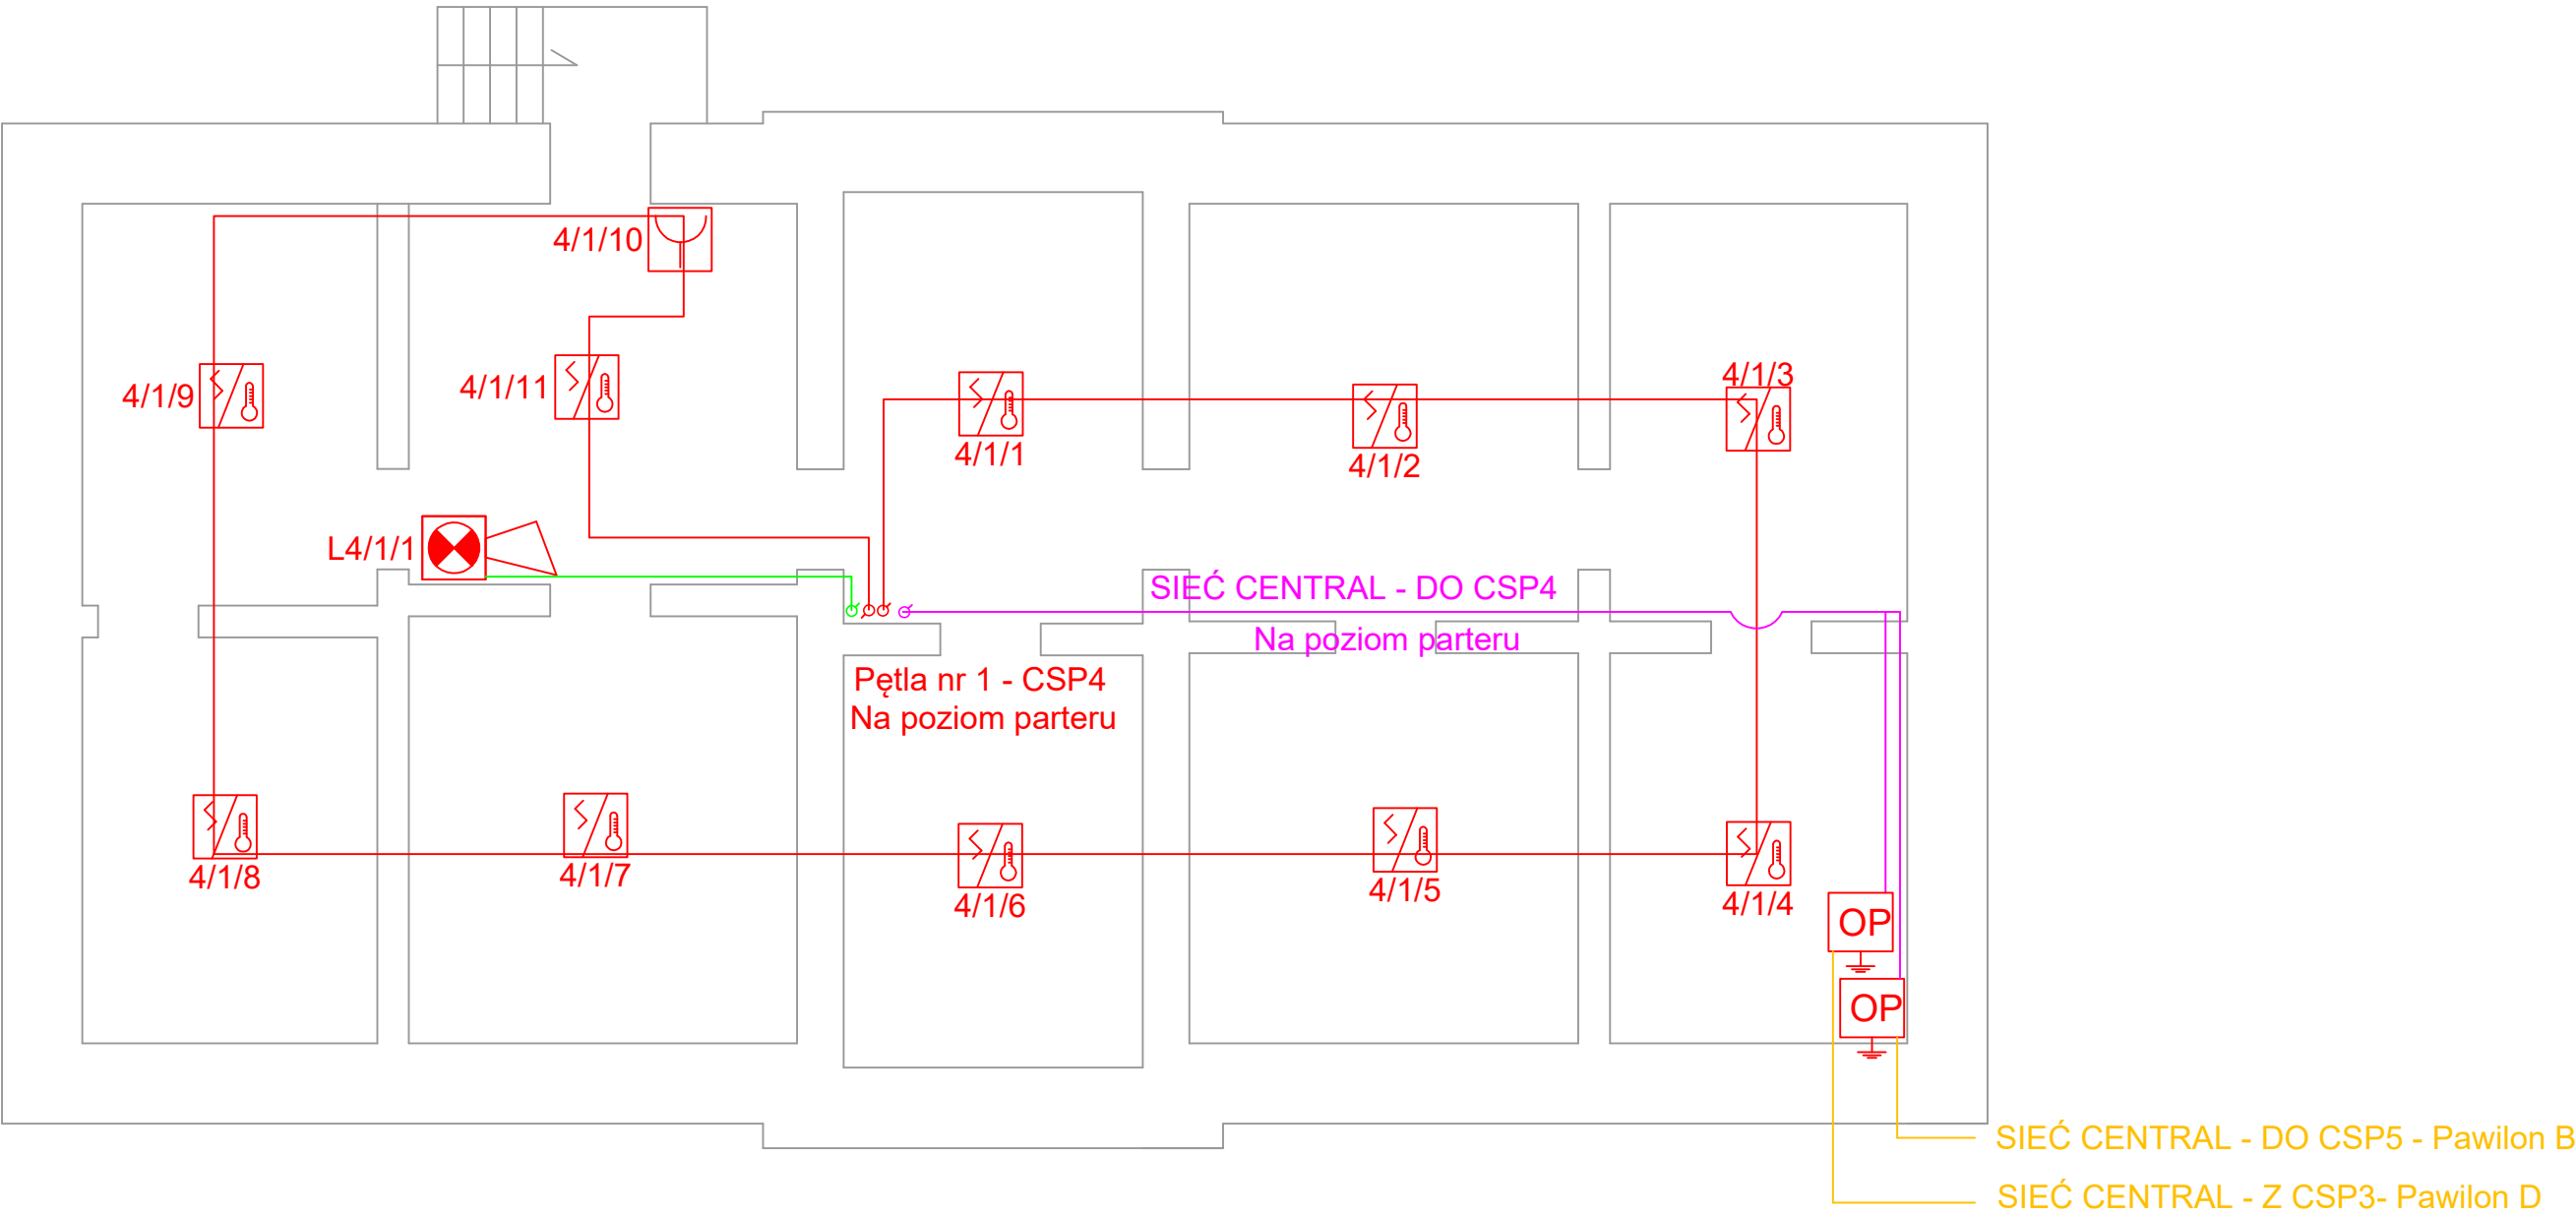 4/1/10
4/1/9
4/1/11
4/1/3
4/1/1
4/1/2
L4/1/1
SIEĆ CENTRAL - DO CSP4
Na poziom parteru
Pętla nr 1 - CSP4
Na poziom parteru
4/1/8
4/1/7
4/1/6
4/1/5
4/1/4
OP
OP
SIEĆ CENTRAL - DO CSP5 - Pawilon B
SIEĆ CENTRAL - Z CSP3- Pawilon D